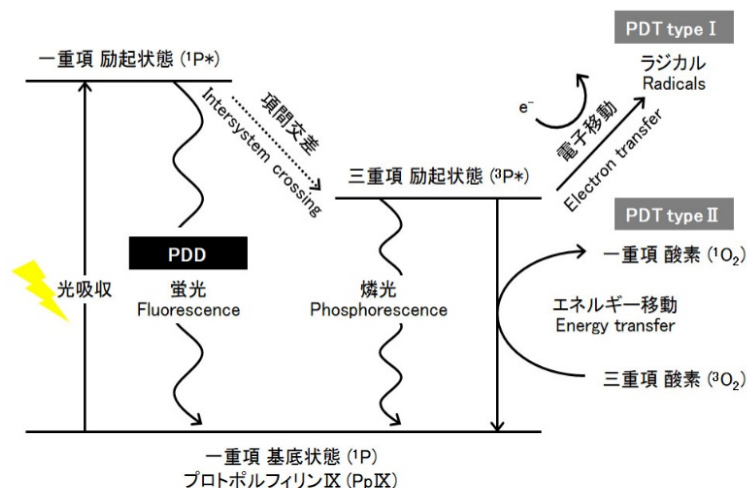 PDT type Ⅰ
ラジカル
Radicals
一重項 励起状態 (¹P*)
項間交差
Intersystem crossing
e⁻
電子移動
Electron transfer
三重項 励起状態 (³P*)
PDT type Ⅱ
PDD
一重項 酸素 (¹O₂)
光吸収
蛍光
Fluorescence
燐光
Phosphorescence
エネルギー移動
Energy transfer
三重項 酸素 (³O₂)
一重項 基底状態 (¹P)
プロトポルフィリンⅨ (PpⅨ)